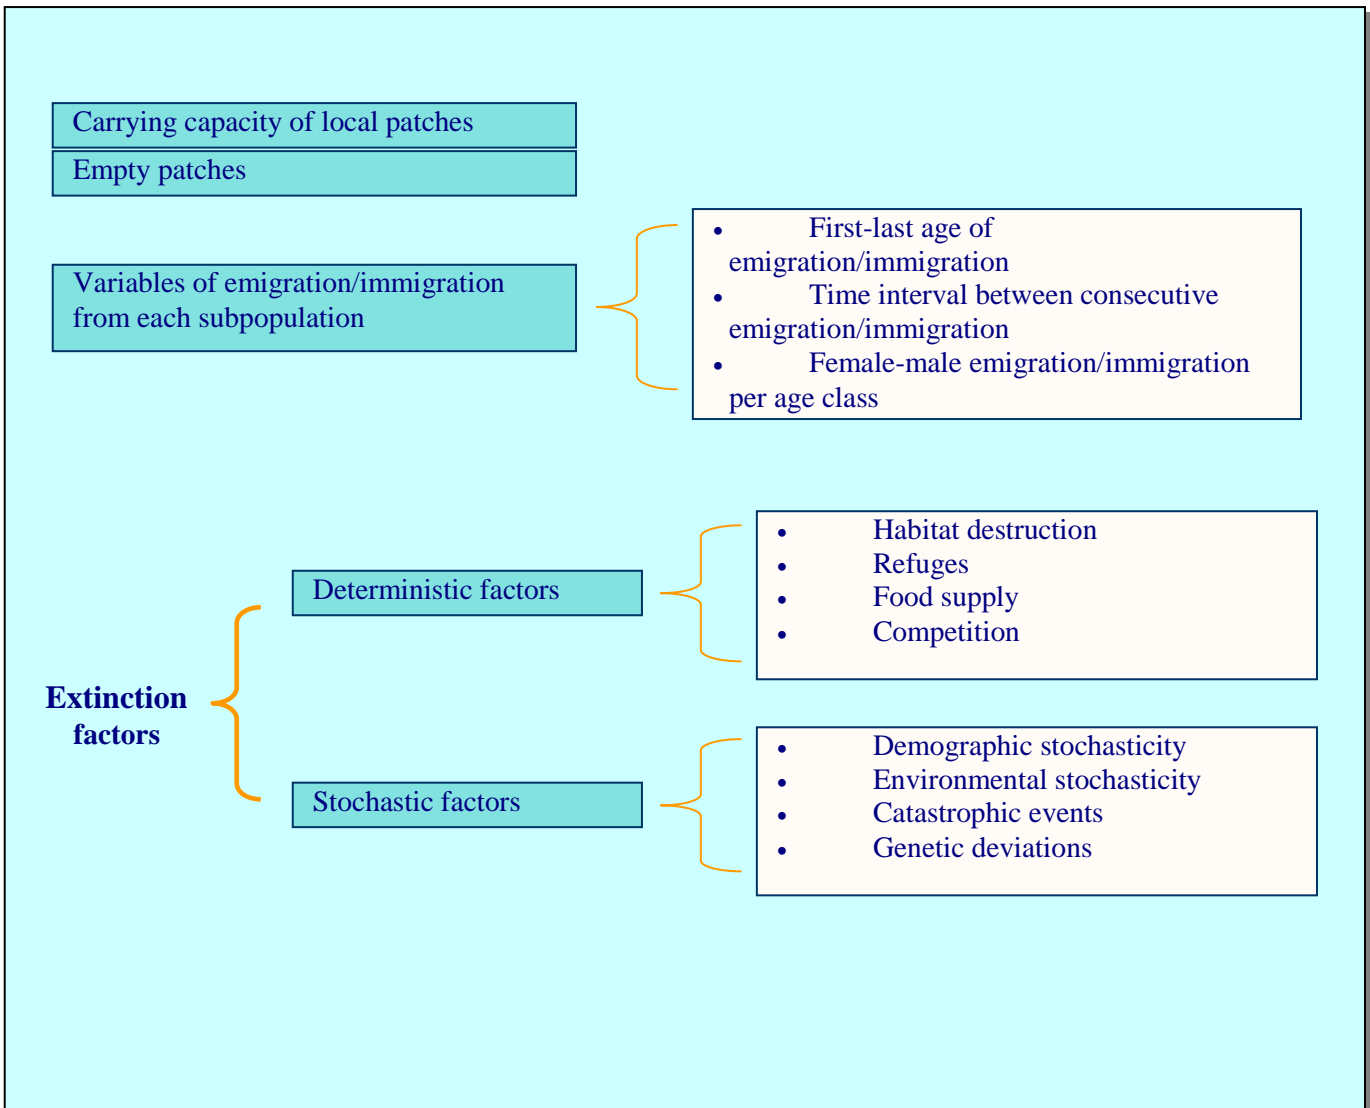 Carrying capacity of local patches
Empty patches
Variables of emigration/immigration
from each subpopulation
• First-last age of
emigration/immigration
• Time interval between consecutive
emigration/immigration
• Female-male emigration/immigration
per age class
Extinction
factors
Deterministic factors
• Habitat destruction
• Refuges
• Food supply
• Competition
Stochastic factors
• Demographic stochasticity
• Environmental stochasticity
• Catastrophic events
• Genetic deviations